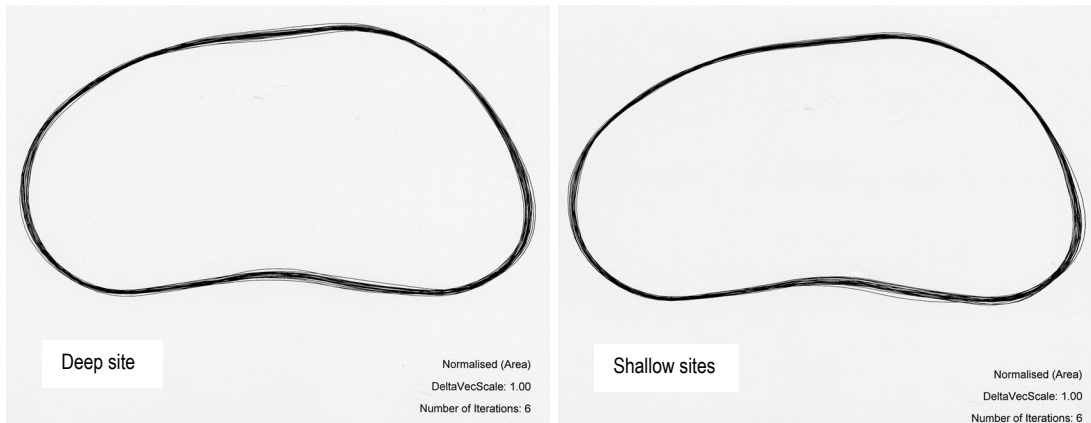 Deep site
Normalised (Area)
DeltaVecScale: 1.00
Number of Iterations: 6
Shallow sites
Normalised (Area)
DeltaVecScale: 1.00
Number of Iterations: 6